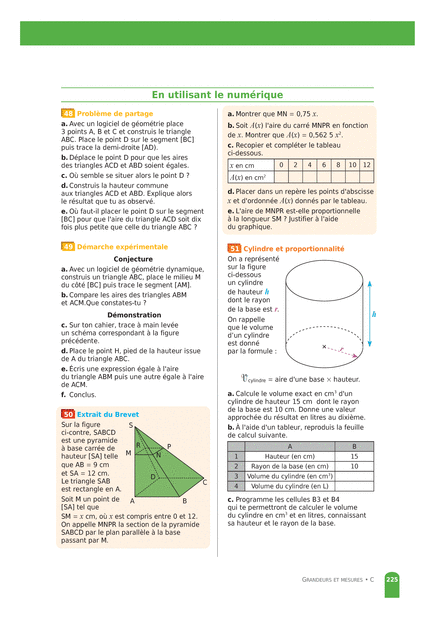 En utilisant le numérique
48 Problème de partage
a. Avec un logiciel de géométrie place
3 points A, B et C et construis le triangle
ABC. Place le point D sur le segment [BC]
puis trace la demi-droite [AD).
b. Déplace le point D pour que les aires
des triangles ACD et ABD soient égales.
c. Où semble se situer alors le point D ?
d. Construis la hauteur commune
aux triangles ACD et ABD. Explique alors
le résultat que tu as observé.
e. Où faut-il placer le point D sur le segment
[BC] pour que l'aire du triangle ACD soit dix
fois plus petite que celle du triangle ABC ?
49 Démarche expérimentale
Conjecture
a. Avec un logiciel de géométrie dynamique,
construis un triangle ABC, place le milieu M
du côté [BC] puis trace le segment [AM].
b. Compare les aires des triangles ABM
et ACM.Que constates-tu ?
Démonstration
c. Sur ton cahier, trace à main levée
un schéma correspondant à la figure
précédente.
d. Place le point H, pied de la hauteur issue
de A du triangle ABC.
e. Écris une expression égale à l'aire
du triangle ABM puis une autre égale à l'aire
de ACM.
f. Conclus.
50 Extrait du Brevet
Sur la figure
ci-contre, SABCD
est une pyramide
à base carrée de
hauteur [SA] telle
que AB = 9 cm
et SA = 12 cm.
Le triangle SAB
est rectangle en A.
Soit M un point de
[SA] tel que
S
R
P
M
N
D
C
A
B
SM = x cm, où x est compris entre 0 et 12.
On appelle MNPR la section de la pyramide
SABCD par le plan parallèle à la base
passant par M.
a. Montrer que MN = 0,75 x.
b. Soit A(x) l'aire du carré MNPR en fonction
de x. Montrer que A(x) = 0,562 5 x².
c. Recopier et compléter le tableau
ci-dessous.
x en cm 0 2 4 6 8 10 12
A(x) en cm²
d. Placer dans un repère les points d'abscisse
x et d'ordonnée A(x) donnés par le tableau.
e. L'aire de MNPR est-elle proportionnelle
à la longueur SM ? Justifier à l'aide
du graphique.
51 Cylindre et proportionnalité
On a représenté
sur la figure
ci-dessous
un cylindre
de hauteur h
dont le rayon
de la base est r.
On rappelle
que le volume
d'un cylindre
est donné
par la formule :
h
r
V cylindre = aire d'une base × hauteur.
a. Calcule le volume exact en cm³ d'un
cylindre de hauteur 15 cm dont le rayon
de la base est 10 cm. Donne une valeur
approchée du résultat en litres au dixième.
b. À l'aide d'un tableur, reproduis la feuille
de calcul suivante.
A B
1 Hauteur (en cm) 15
2 Rayon de la base (en cm) 10
3 Volume du cylindre (en cm³)
4 Volume du cylindre (en L)
c. Programme les cellules B3 et B4
qui te permettront de calculer le volume
du cylindre en cm³ et en litres, connaissant
sa hauteur et le rayon de la base.
GRANDEURS ET MESURES • C 225